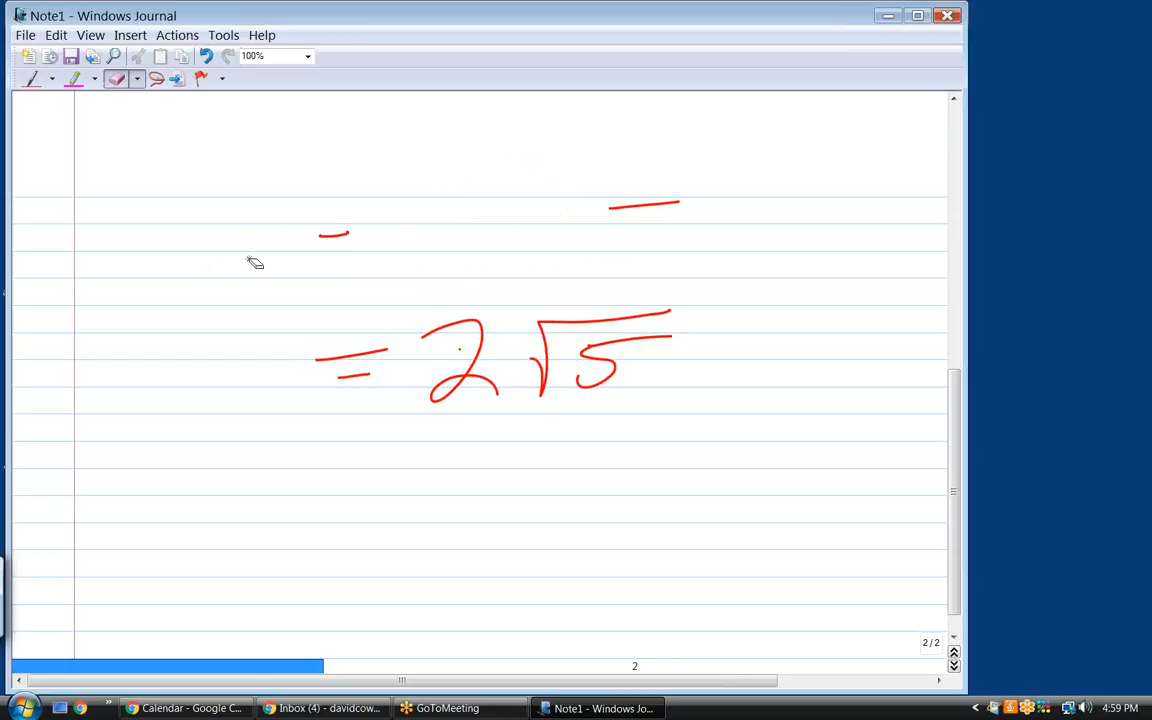 Note1 - Windows Journal
File Edit View Insert Actions Tools Help
100%
= 2 √5
2 / 2
2
Calendar - Google C... Inbox (4) - davidcow... GoToMeeting Note1 - Windows Jo... 4:59 PM